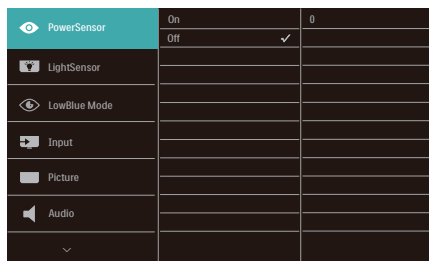 PowerSensor
On
0
Off
LightSensor
LowBlue Mode
Input
Picture
Audio